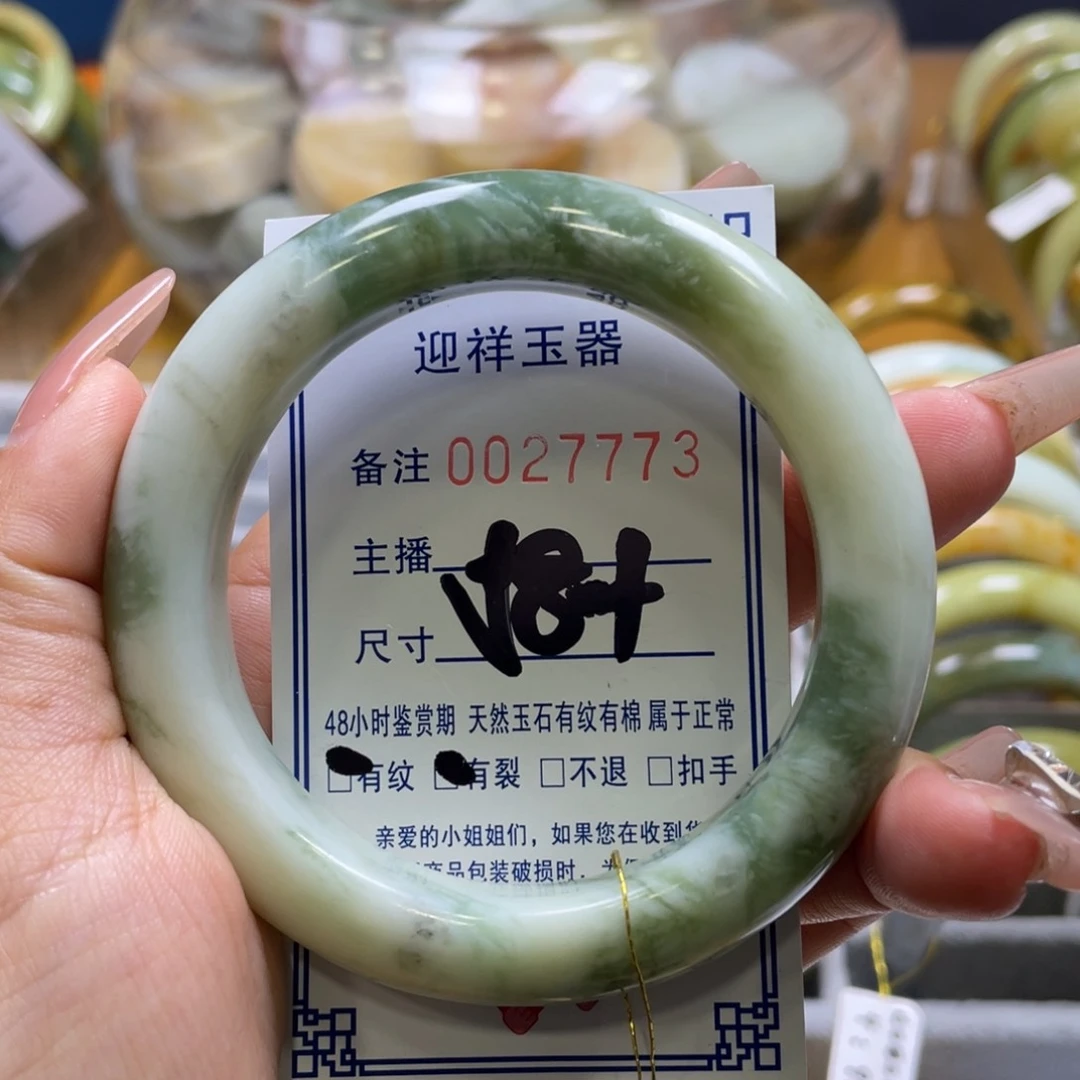 迎祥玉器
备注 0027773
主播
尺寸
48小时鉴赏期 天然玉石有纹有棉属于正常
□有纹 □有裂 □不退 □扣手
亲爱的小姐姐们，如果您在收到
商品包装破损时，